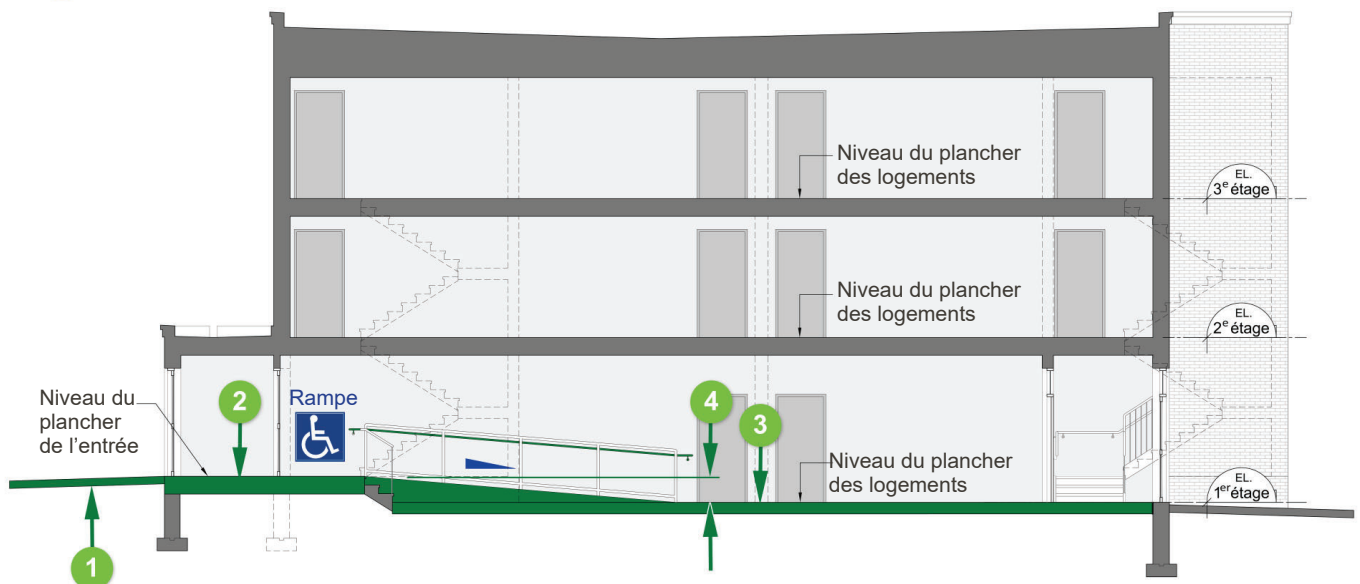 Niveau du plancher
des logements
EL.
3e étage
Niveau du plancher
des logements
EL.
2e étage
Niveau du
plancher
de l'entrée
2
Rampe
4
3
Niveau du plancher
des logements
EL.
1er étage
1